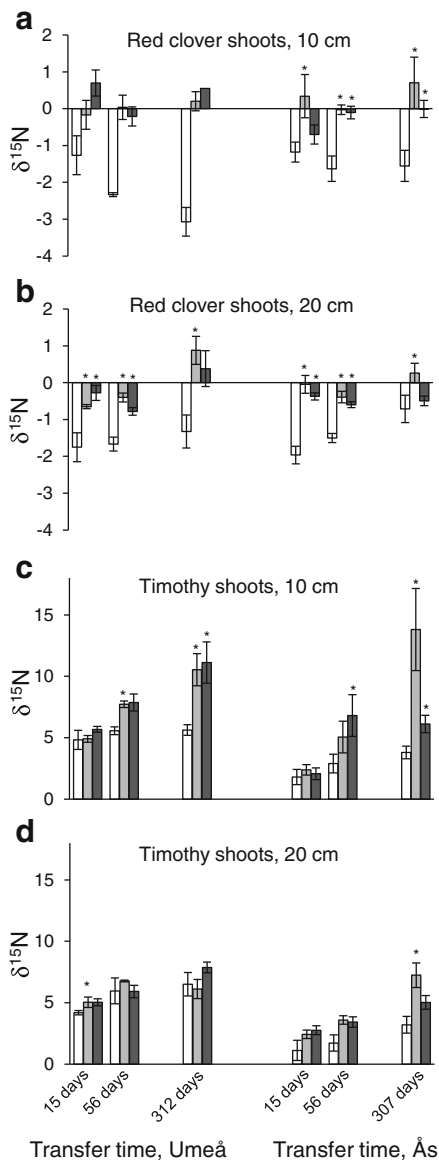 a
Red clover shoots, 10 cm
2
1
0
-1
-2
-3
-4
δ¹⁵N
* * * * *
b
Red clover shoots, 20 cm
2
1
0
-1
-2
-3
-4
δ¹⁵N
* * * * * * * * * *
c
Timothy shoots, 10 cm
15
10
5
0
δ¹⁵N
* * * * * *
d
Timothy shoots, 20 cm
15
10
5
0
δ¹⁵N
* *
15 days 56 days 312 days 15 days 56 days 307 days
Transfer time, Umeå Transfer time, Ås